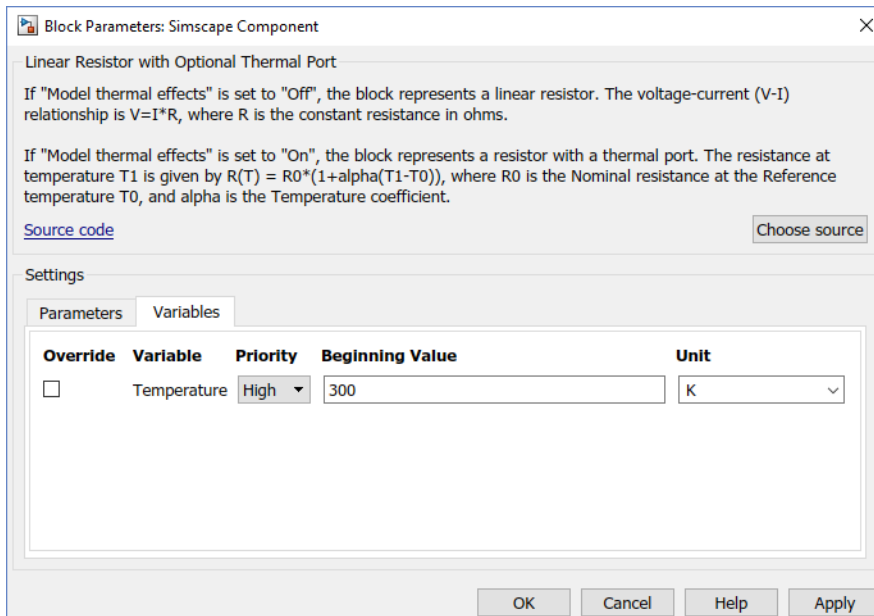 Block Parameters: Simscape Component
Linear Resistor with Optional Thermal Port
If "Model thermal effects" is set to "Off", the block represents a linear resistor. The voltage-current (V-I)
relationship is V=I*R, where R is the constant resistance in ohms.
If "Model thermal effects" is set to "On", the block represents a resistor with a thermal port. The resistance at
temperature T1 is given by R(T) = R0*(1+alpha(T1-T0)), where R0 is the Nominal resistance at the Reference
temperature T0, and alpha is the Temperature coefficient.
Source code
Choose source
Settings
Parameters Variables
Override Variable Priority Beginning Value Unit
Temperature High 300 K
OK Cancel Help Apply